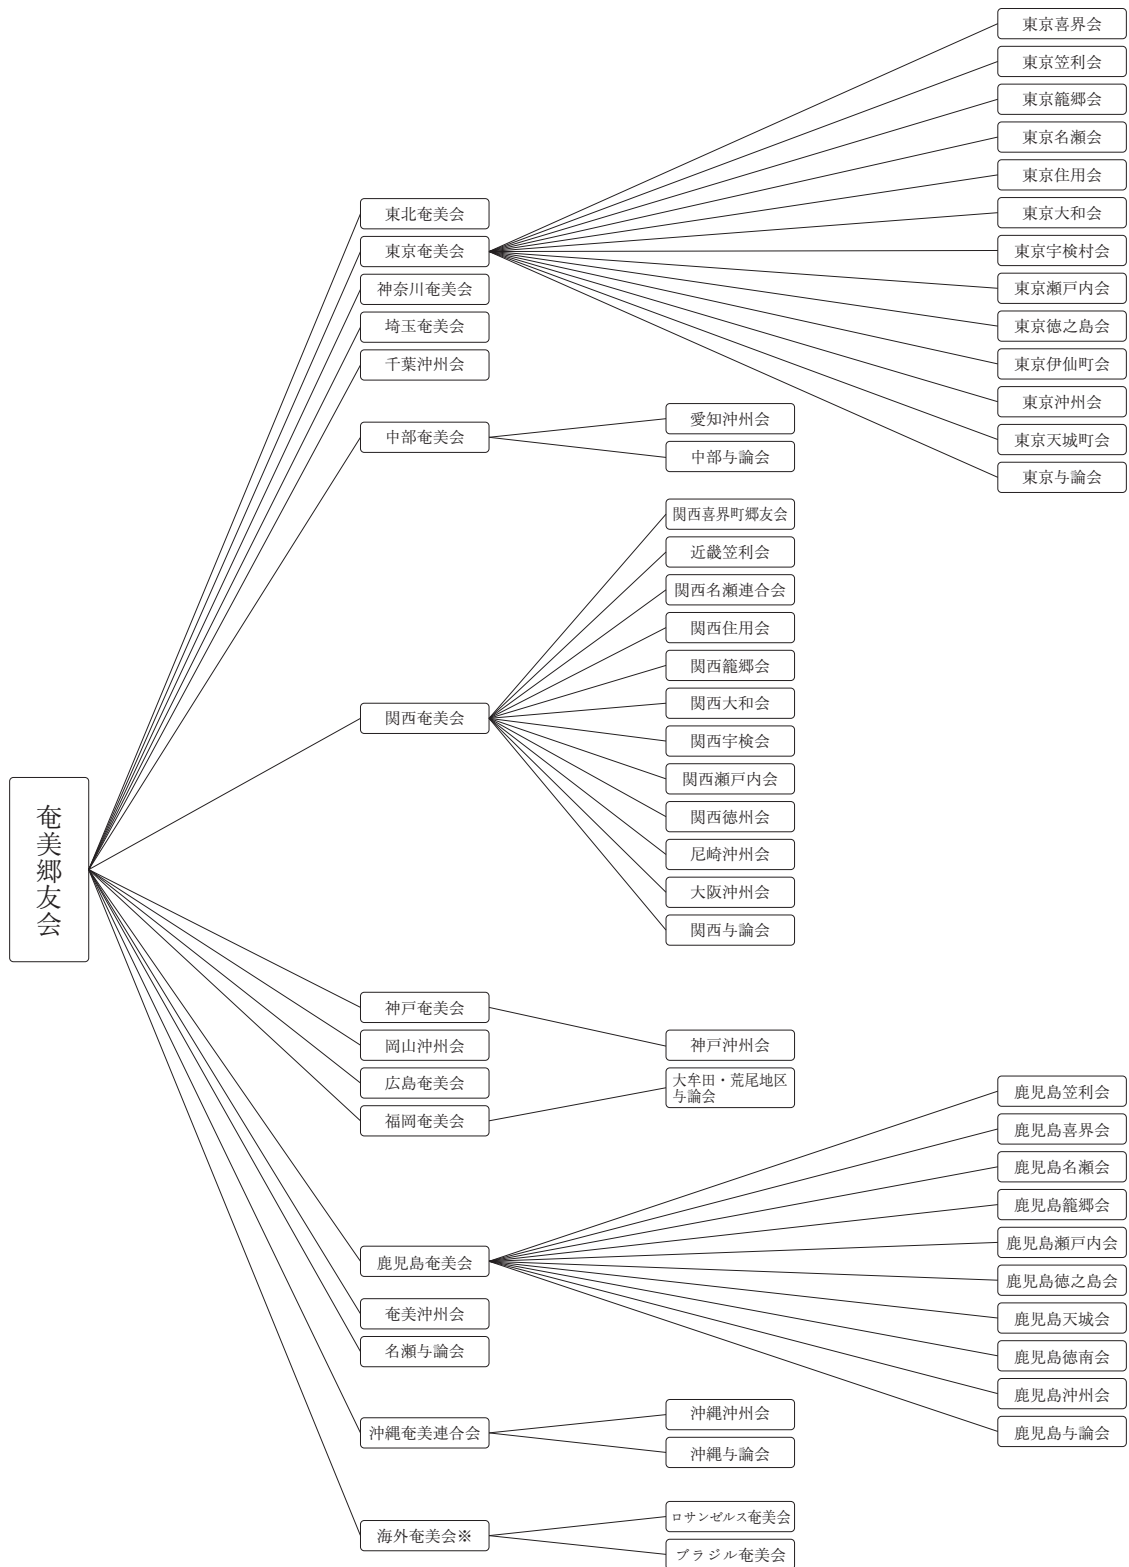 奄美郷友会
東北奄美会
東京奄美会
東京喜界会
東京笠利会
東京龍郷会
東京名瀬会
東京住用会
東京大和会
東京宇検村会
東京瀬戸内会
東京徳之島会
東京伊仙町会
東京沖州会
東京天城町会
東京与論会
神奈川奄美会
埼玉奄美会
千葉沖州会
中部奄美会
愛知沖州会
中部与論会
関西奄美会
関西喜界町郷友会
近畿笠利会
関西名瀬連合会
関西住用会
関西龍郷会
関西大和会
関西宇検会
関西瀬戸内会
関西徳州会
尼崎沖州会
大阪沖州会
関西与論会
神戸奄美会
神戸沖州会
岡山沖州会
広島奄美会
福岡奄美会
大牟田・荒尾地区
与論会
鹿児島奄美会
鹿児島笠利会
鹿児島喜界会
鹿児島名瀬会
鹿児島龍郷会
鹿児島瀬戸内会
鹿児島徳之島会
鹿児島天城会
鹿児島徳南会
鹿児島沖州会
鹿児島与論会
奄美沖州会
名瀬与論会
沖縄奄美連合会
沖縄沖州会
沖縄与論会
海外奄美会※
ロサンゼルス奄美会
ブラジル奄美会